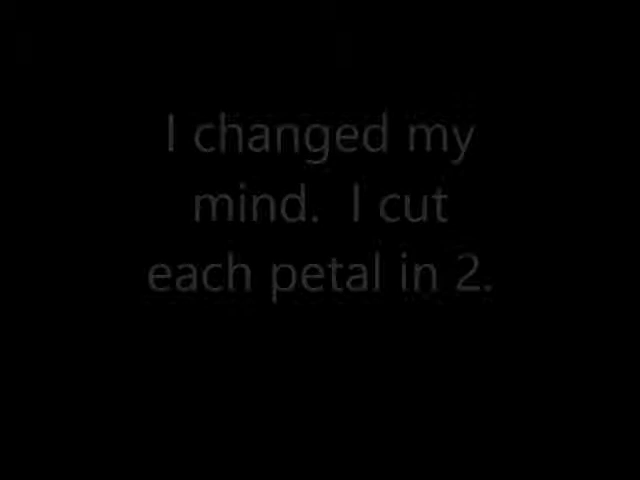 I changed my
mind.  I cut
each petal in 2.